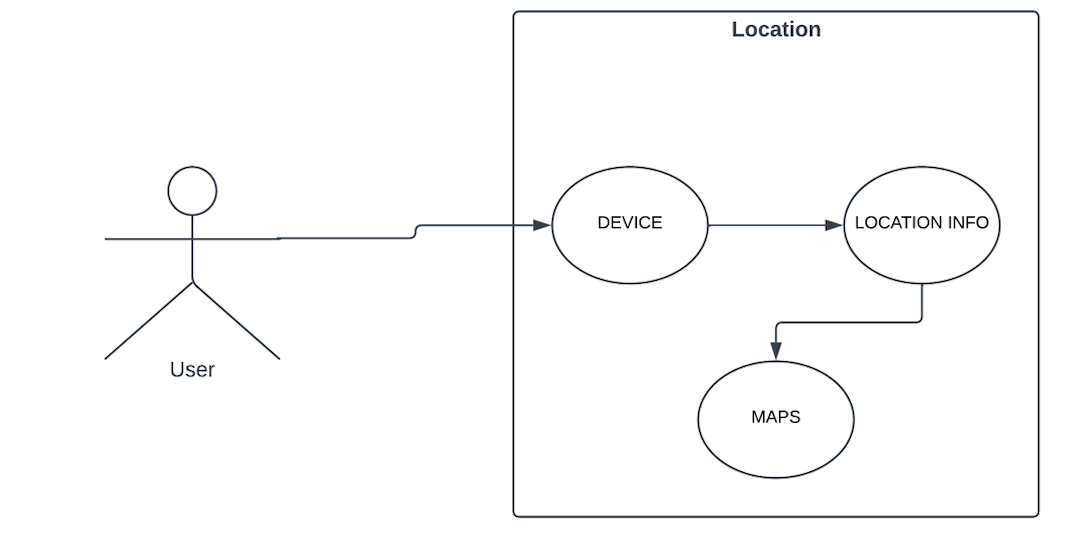 Location
DEVICE
LOCATION INFO
User
MAPS